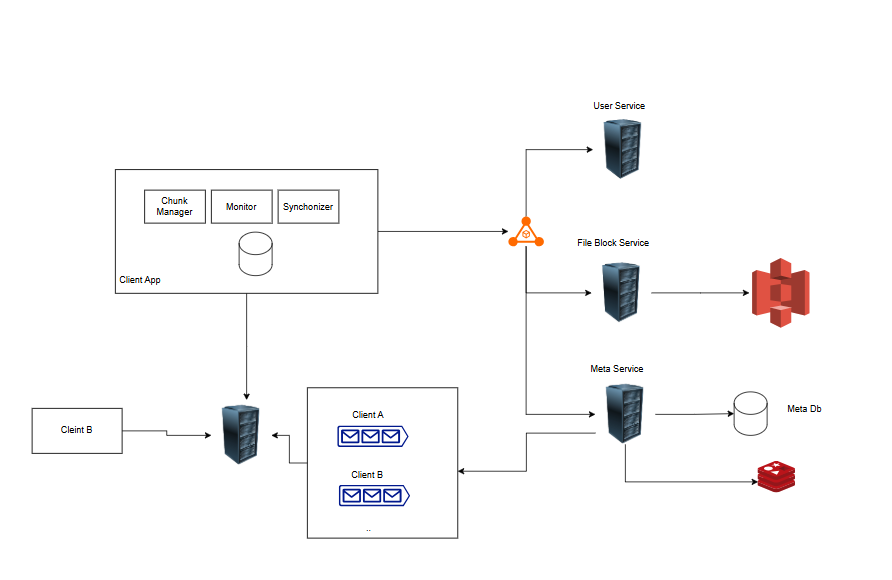 User Service
Chunk
Manager
Monitor
Synchonizer
Client App
File Block Service
Meta Service
Meta Db
Cleint B
Client A
Client B
..